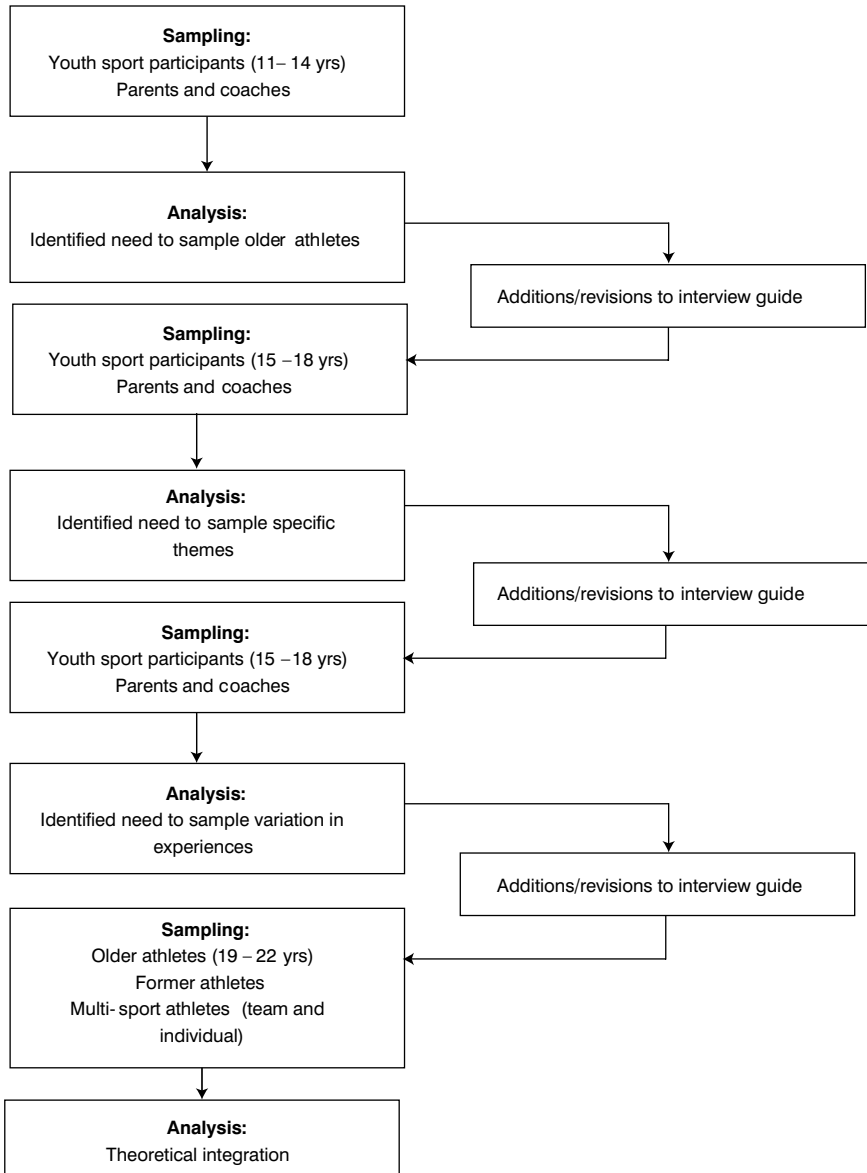 Sampling:
Youth sport participants (11– 14 yrs)
Parents and coaches
Analysis:
Identified need to sample older athletes
Additions/revisions to interview guide
Sampling:
Youth sport participants (15 –18 yrs)
Parents and coaches
Analysis:
Identified need to sample specific
themes
Additions/revisions to interview guide
Sampling:
Youth sport participants (15 –18 yrs)
Parents and coaches
Analysis:
Identified need to sample variation in
experiences
Additions/revisions to interview guide
Sampling:
Older athletes (19 – 22 yrs)
Former athletes
Multi- sport athletes (team and
individual)
Analysis:
Theoretical integration